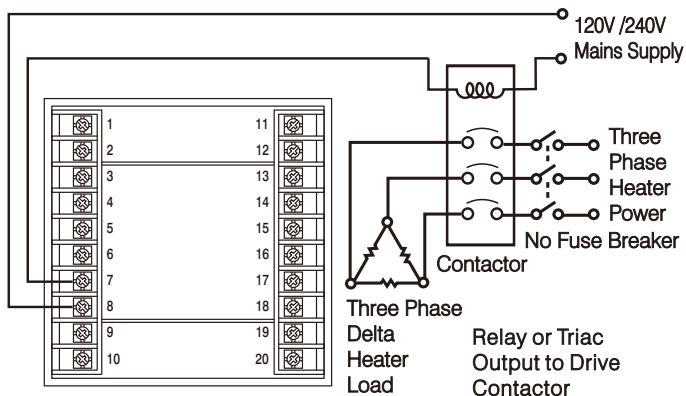 120V /240V
Mains Supply
1
2
3
4
5
6
7
8
9
10
11
12
13
14
15
16
17
18
19
20
Three
Phase
Heater
Power
No Fuse Breaker
Contactor
Three Phase
Delta
Heater
Load
Relay or Triac
Output to Drive
Contactor